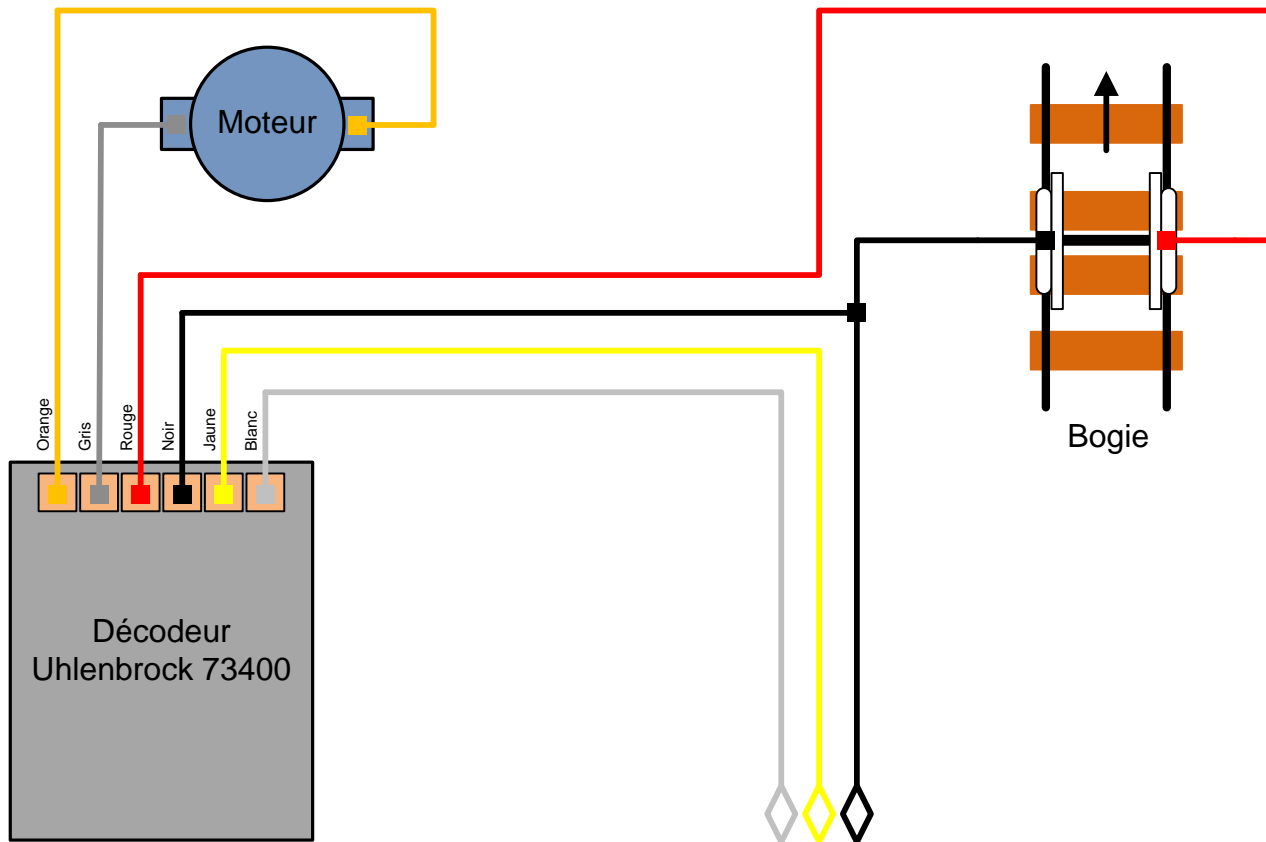 Moteur
Orange
Gris
Rouge
Noir
Jaune
Blanc
Bogie
Décodeur
Uhlenbrock 73400